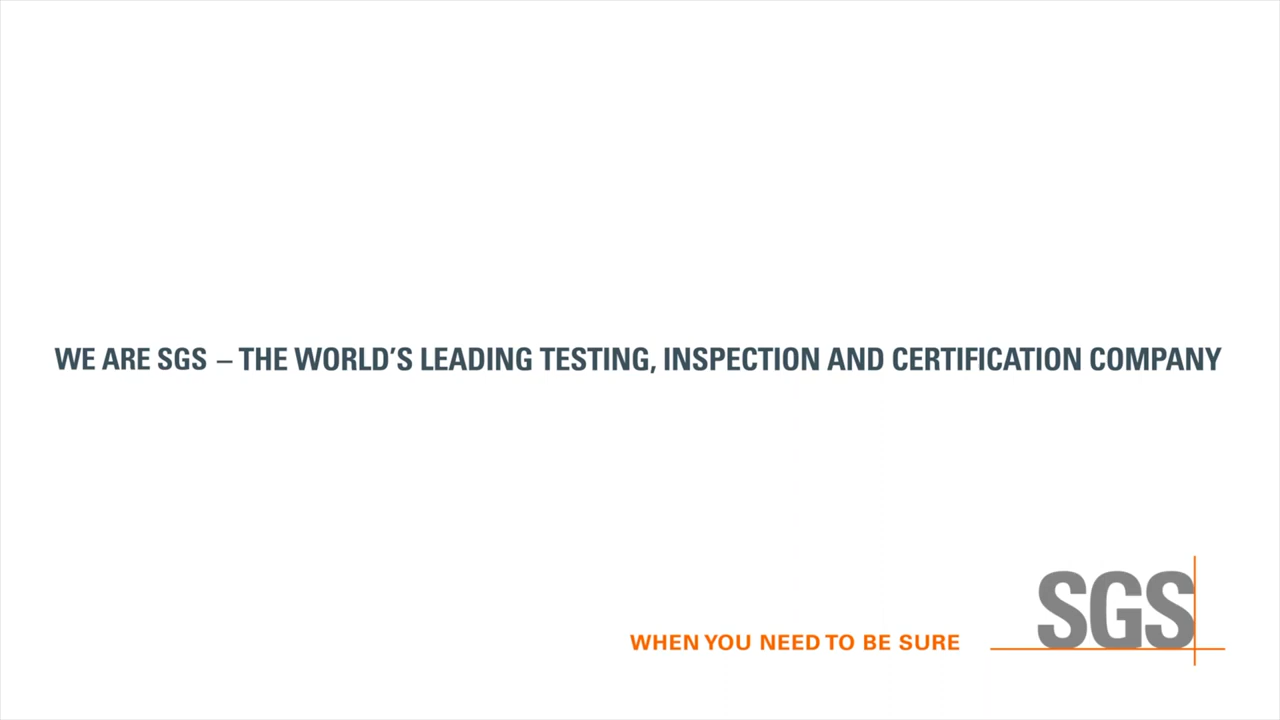 WE ARE SGS – THE WORLD'S LEADING TESTING, INSPECTION AND CERTIFICATION COMPANY
WHEN YOU NEED TO BE SURE
SGS